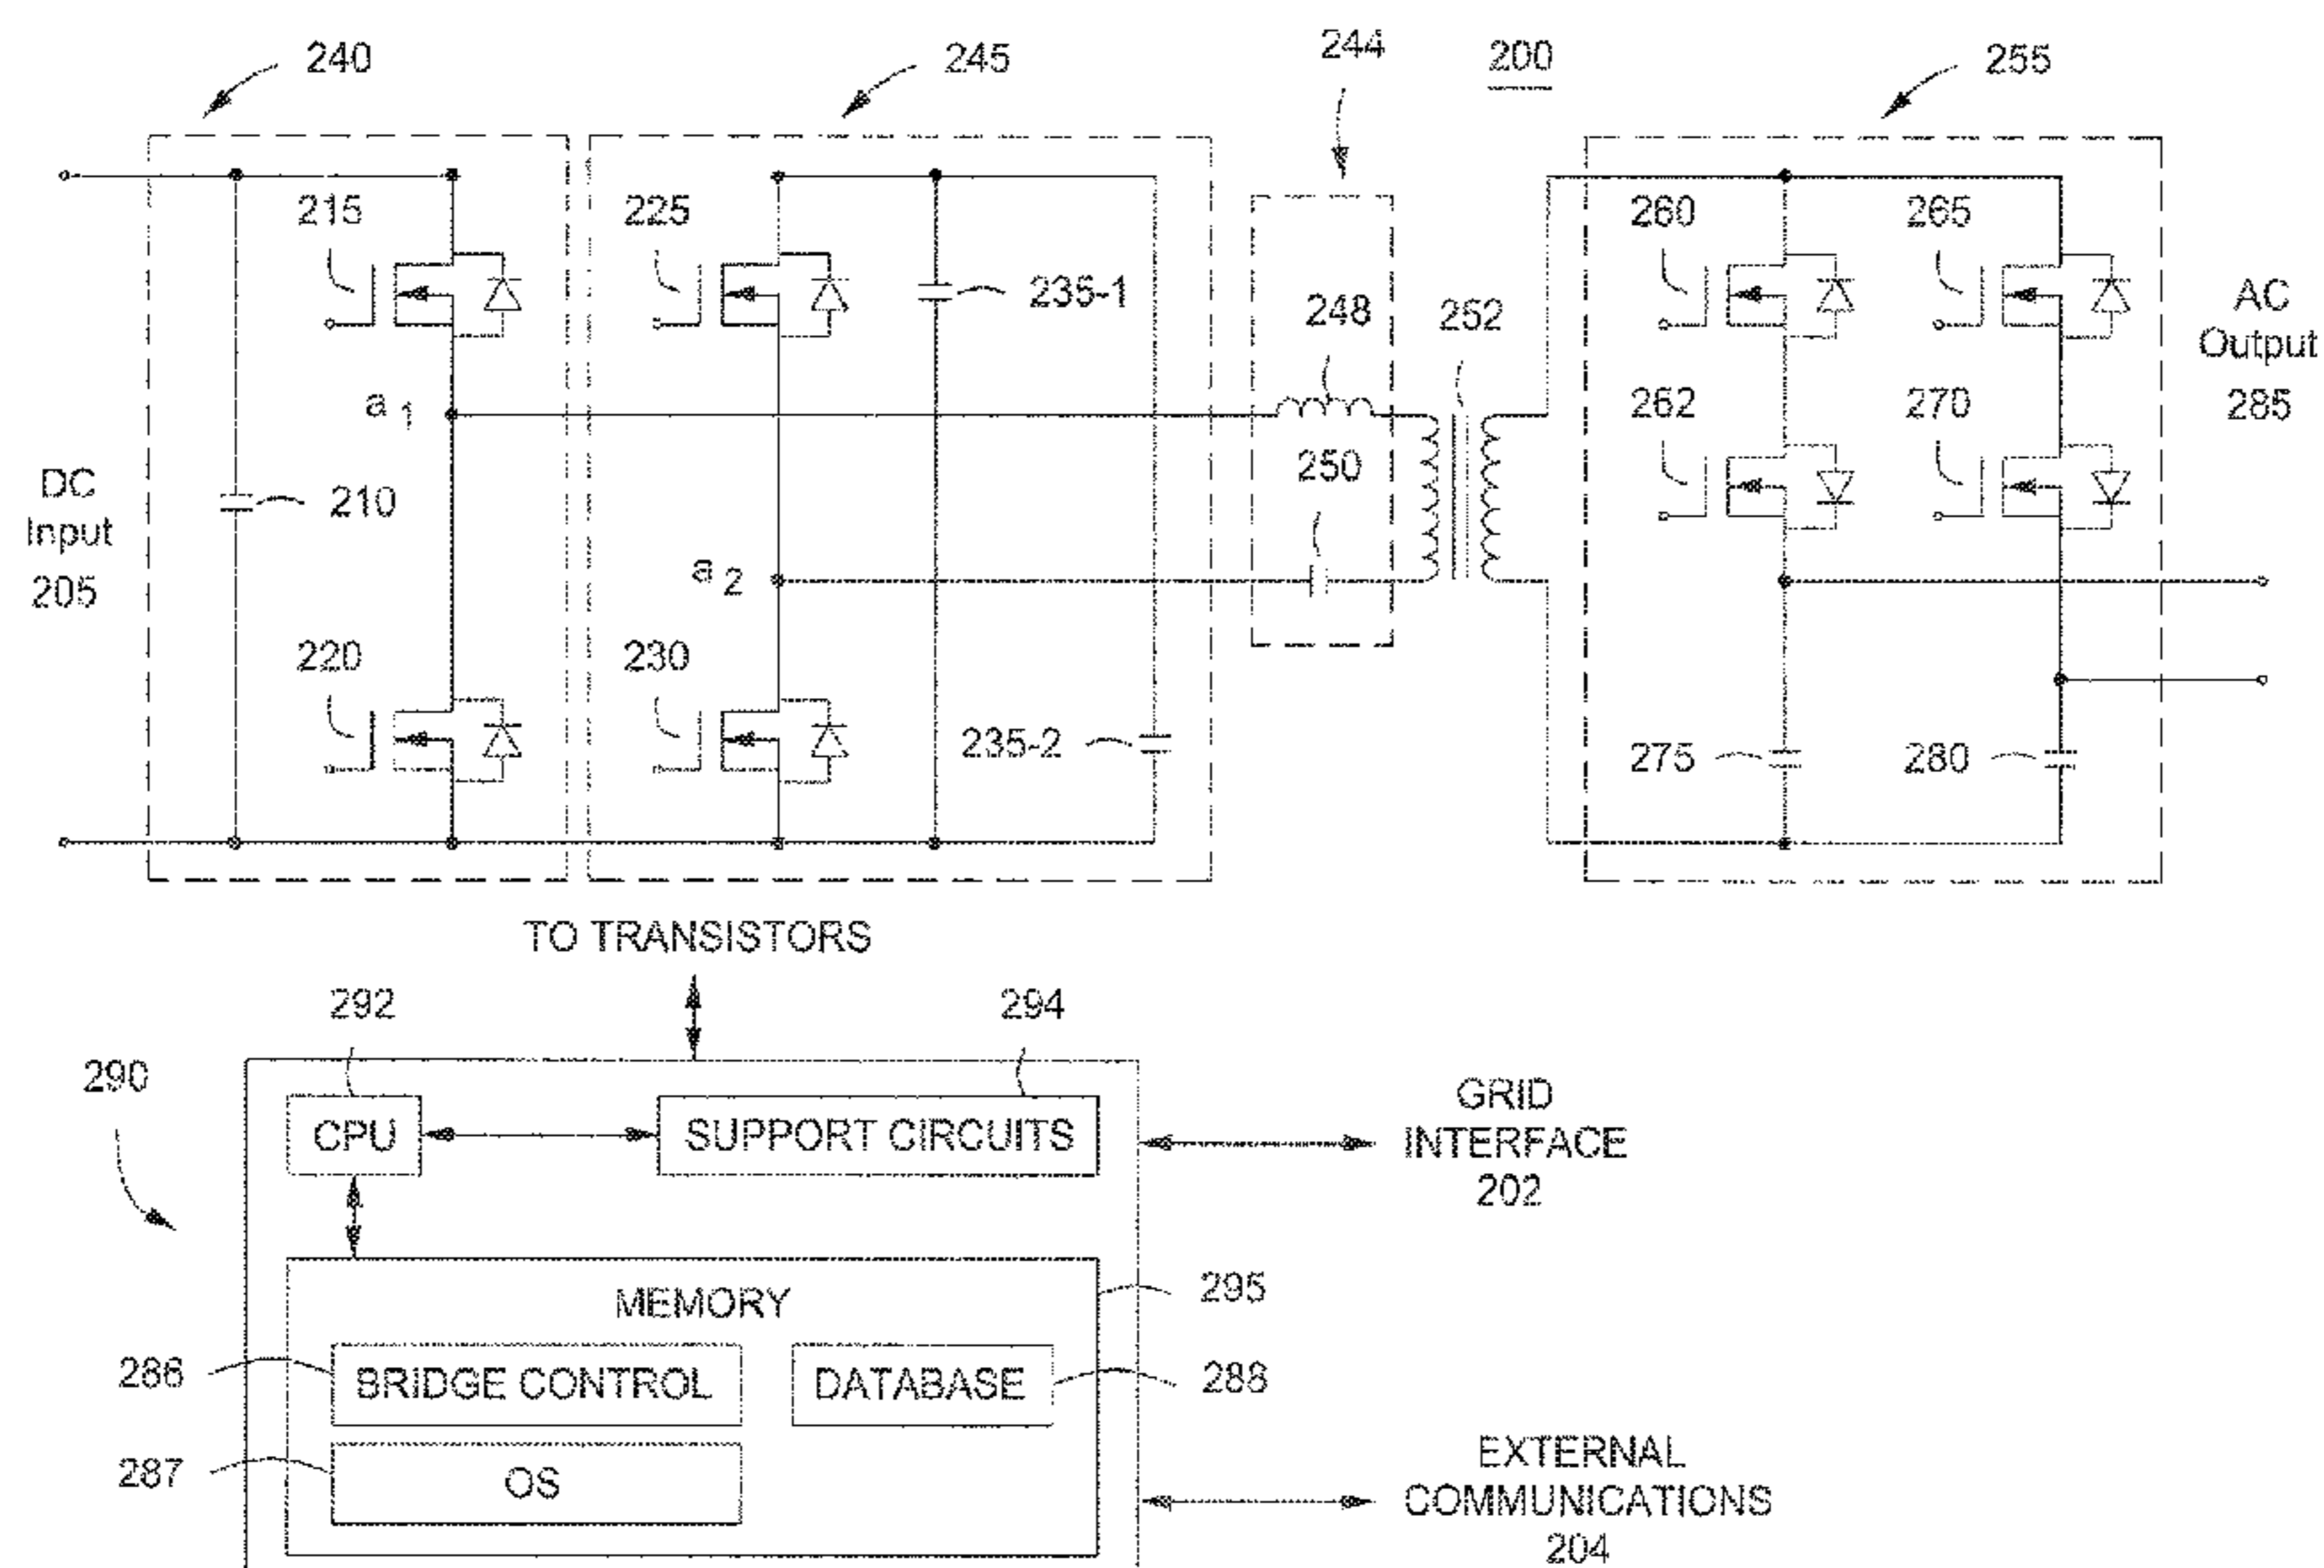 240
245
244
200
255
215
225
260
265
235-1
248
252
AC
Output
285
a 1
262
270
250
DC
Input
205
210
a 2
220
230
235-2
275
280
TO TRANSISTORS
292
294
290
CPU
SUPPORT CIRCUITS
GRID
INTERFACE
202
MEMORY
295
286
BRIDGE CONTROL
DATABASE
288
287
OS
EXTERNAL
COMMUNICATIONS
204